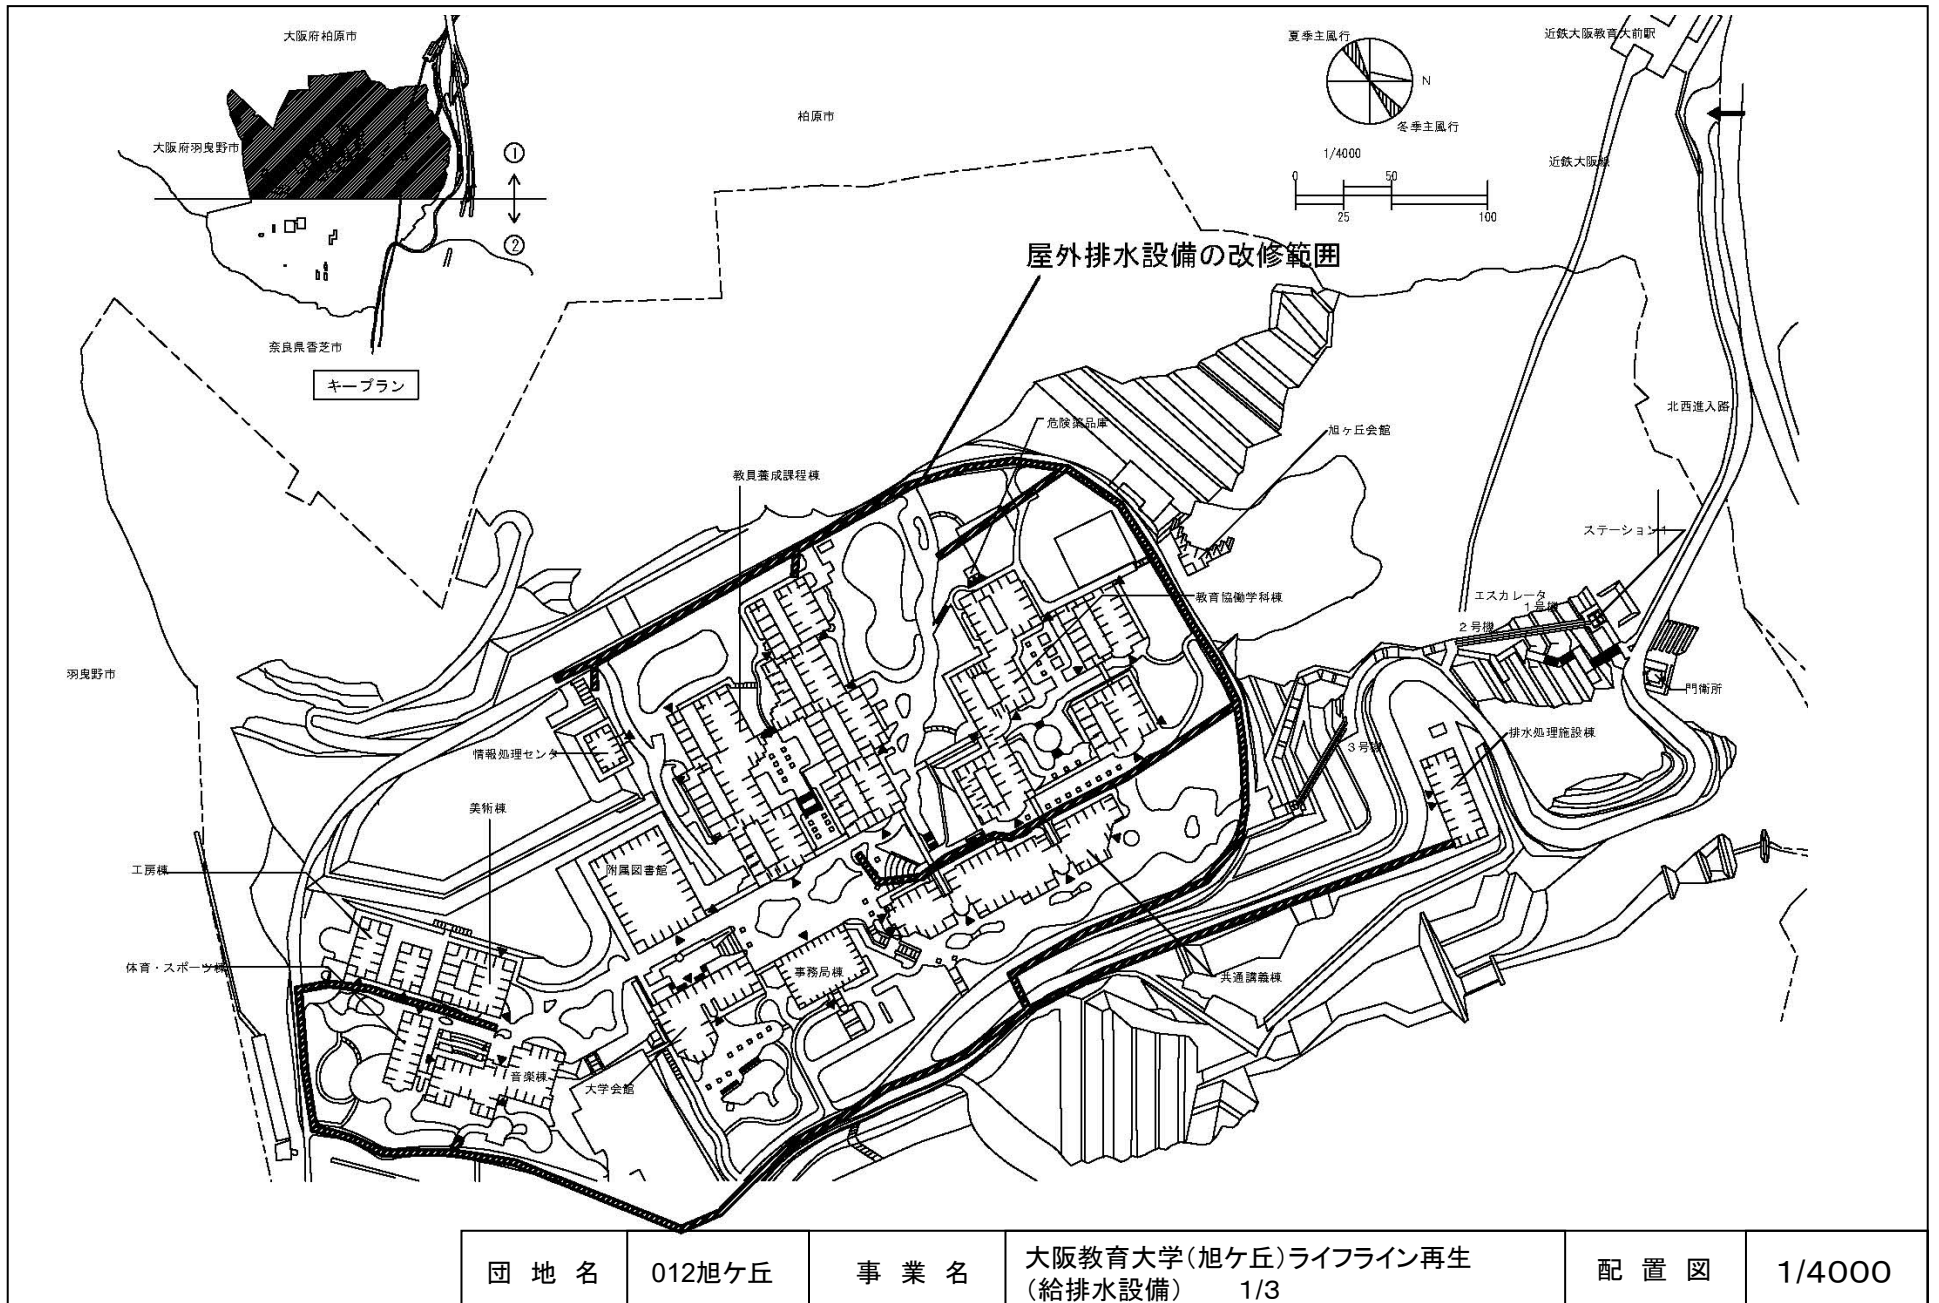 大阪府柏原市
大阪府羽曳野市
①
②
奈良県香芝市
キープラン
柏原市
夏季主風行
N
冬季主風行
1/4000
0
50
25
100
近鉄大阪教育大前駅
近鉄大阪線
屋外排水設備の改修範囲
北西進入路
危険薬品庫
旭ヶ丘会館
教員養成課程棟
ステーション1
教育協働学科棟
エスカレータ
1号機
2号機
羽曳野市
門衛所
3号機
排水処理施設棟
情報処理センタ
美術棟
工房棟
附属図書館
体育・スポーツ棟
事務局棟
共通講義棟
音楽棟
大学会館
団地名
012旭ケ丘
事業名
大阪教育大学(旭ケ丘)ライフライン再生
(給排水設備) 1/3
配置図
1/4000